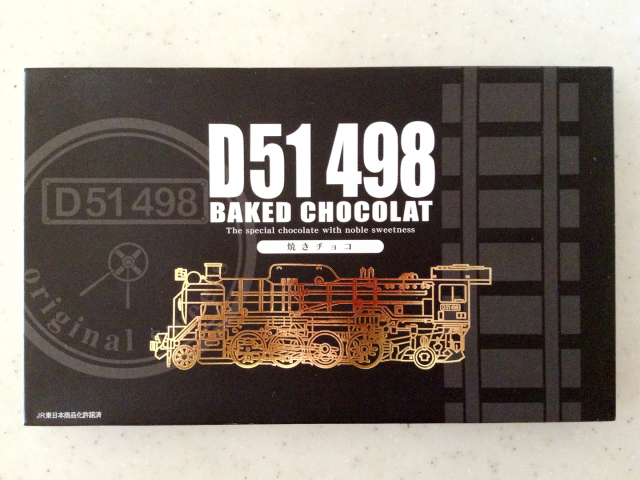 D51 498
BAKED CHOCOLAT
The special chocolate with noble sweetness
焼きチョコ
D51 498
original
D51498
JR東日本商品化許諾済